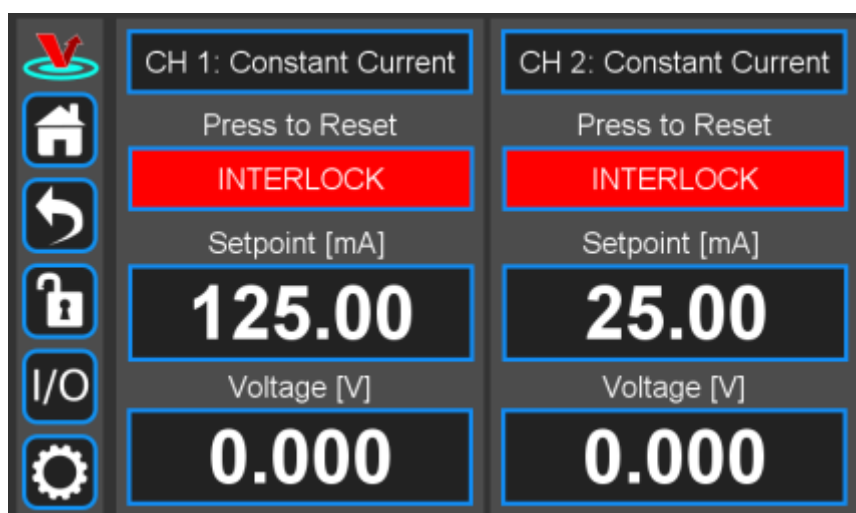 CH 1: Constant Current
Press to Reset
INTERLOCK
Setpoint [mA]
125.00
Voltage [V]
0.000
CH 2: Constant Current
Press to Reset
INTERLOCK
Setpoint [mA]
25.00
Voltage [V]
0.000
I/O